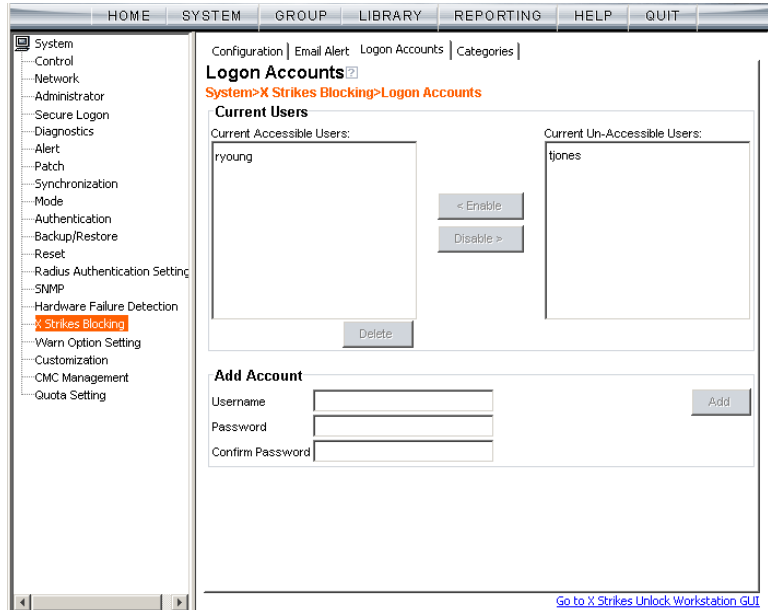 HOME SYSTEM GROUP LIBRARY REPORTING HELP QUIT
System
Control
Network
Administrator
Secure Logon
Diagnostics
Alert
Patch
Synchronization
Mode
Authentication
Backup/Restore
Reset
Radius Authentication Setting
SNMP
Hardware Failure Detection
X Strikes Blocking
Warn Option Setting
Customization
CMC Management
Quota Setting
Configuration | Email Alert Logon Accounts | Categories |
Logon Accounts ?
System>X Strikes Blocking>Logon Accounts
Current Users
Current Accessible Users:
ryoung
< Enable
Disable >
Current Un-Accessible Users:
tjones
Delete
Add Account
Username
Add
Password
Confirm Password
Go to X Strikes Unlock Workstation GUI